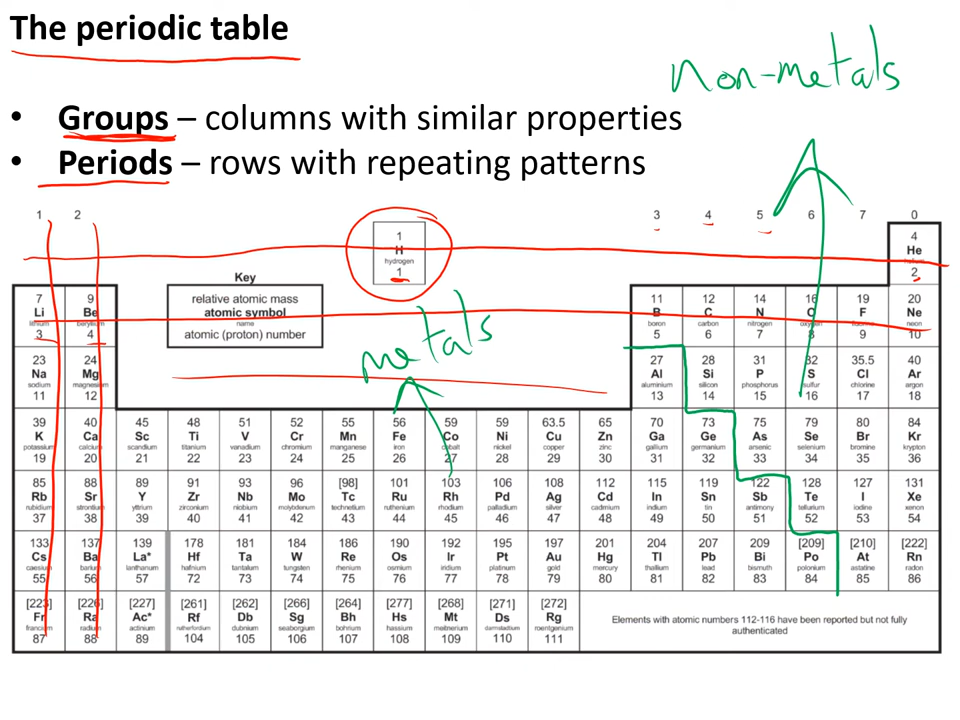 The periodic table
non-metals
• Groups – columns with similar properties
• Periods – rows with repeating patterns
1 2 3 4 5 6 7 0
1 4
H He
hydrogen helium
1 2
Key
7 9 relative atomic mass 11 12 14 16 19 20
Li Be atomic symbol B C N O F Ne
lithium beryllium name boron carbon nitrogen oxygen fluorine neon
3 4 atomic (proton) number 5 6 7 8 9 10
metals
23 24 27 28 31 32 35.5 40
Na Mg Al Si P S Cl Ar
sodium magnesium aluminium silicon phosphorus sulfur chlorine argon
11 12 13 14 15 16 17 18
39 40 45 48 51 52 55 56 59 59 63.5 65 70 73 75 79 80 84
K Ca Sc Ti V Cr Mn Fe Co Ni Cu Zn Ga Ge As Se Br Kr
potassium calcium scandium titanium vanadium chromium manganese iron cobalt nickel copper zinc gallium germanium arsenic selenium bromine krypton
19 20 21 22 23 24 25 26 27 28 29 30 31 32 33 34 35 36
85 88 89 91 93 96 [98] 101 103 106 108 112 115 119 122 128 127 131
Rb Sr Y Zr Nb Mo Tc Ru Rh Pd Ag Cd In Sn Sb Te I Xe
rubidium strontium yttrium zirconium niobium molybdenum technetium ruthenium rhodium palladium silver cadmium indium tin antimony tellurium iodine xenon
37 38 39 40 41 42 43 44 45 46 47 48 49 50 51 52 53 54
133 137 139 178 181 184 186 190 192 195 197 201 204 207 209 [209] [210] [222]
Cs Ba La* Hf Ta W Re Os Ir Pt Au Hg Tl Pb Bi Po At Rn
caesium barium lanthanum hafnium tantalum tungsten rhenium osmium iridium platinum gold mercury thallium lead bismuth polonium astatine radon
55 56 57 72 73 74 75 76 77 78 79 80 81 82 83 84 85 86
[223] [226] [227] [261] [262] [266] [264] [277] [268] [271] [272]
Fr Ra Ac* Rf Db Sg Bh Hs Mt Ds Rg
francium radium actinium rutherfordium dubnium seaborgium bohrium hassium meitnerium darmstadtium roentgenium
87 88 89 104 105 106 107 108 109 110 111
Elements with atomic numbers 112-116 have been reported but not fully
authenticated